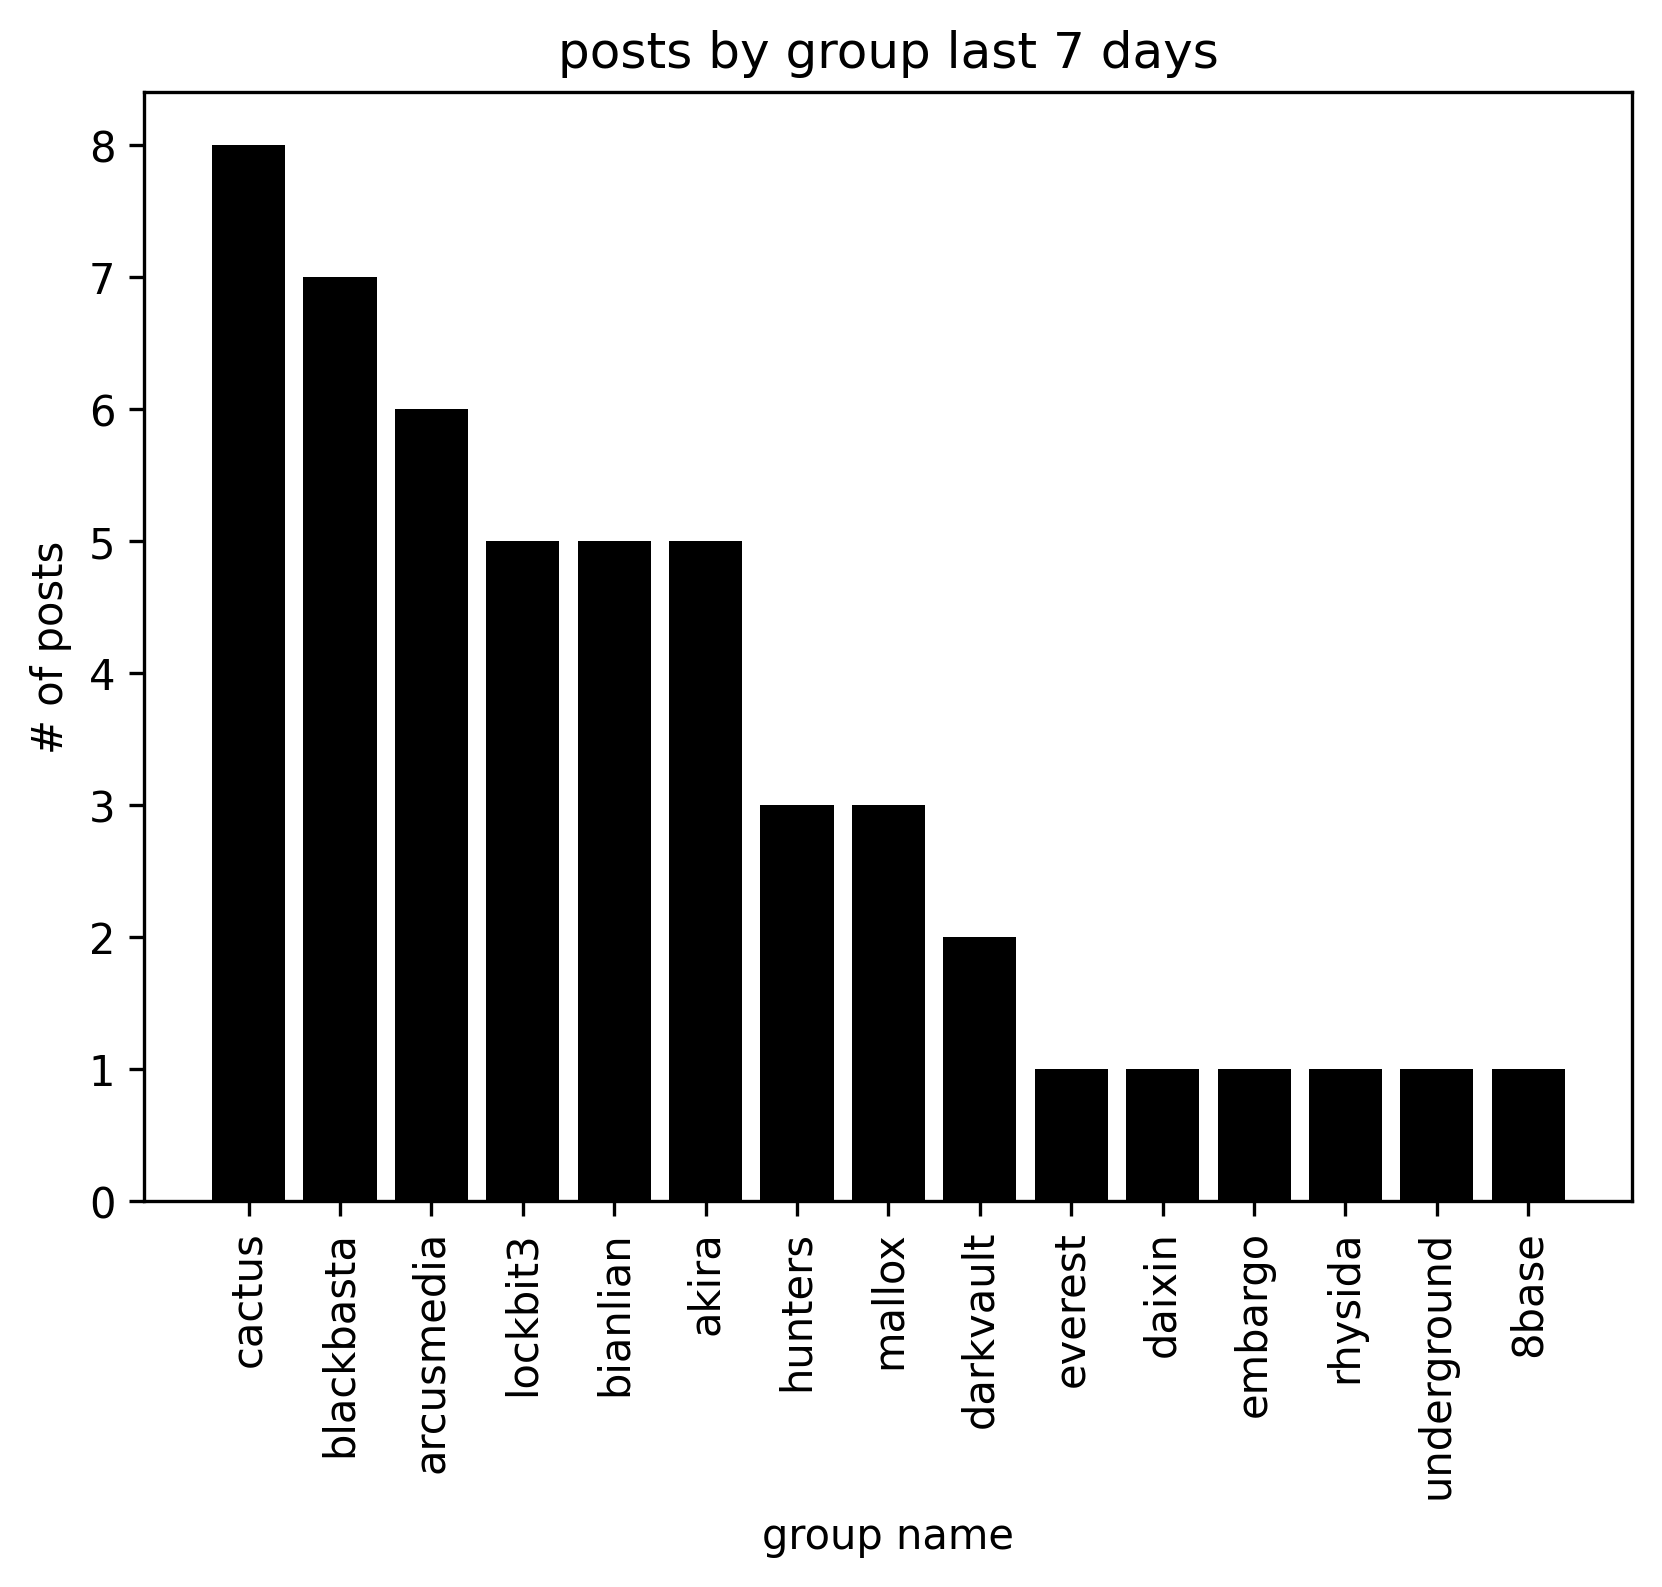 posts by group last 7 days
8
7
6
5
4
3
2
1
0
# of posts
cactus
blackbasta
arcusmedia
lockbit3
bianlian
akira
hunters
mallox
darkvault
everest
daixin
embargo
rhysida
underground
8base
group name